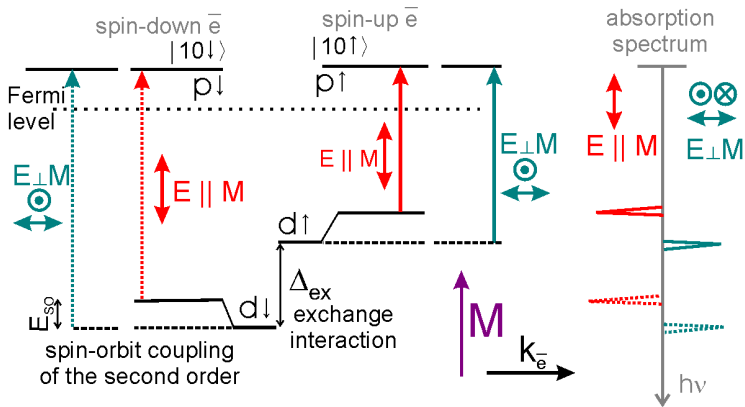 spin-down e̅
spin-up e̅
absorption
spectrum
|10↓⟩
|10↑⟩
p↓
p↑
Fermi
level
E⊥M
E || M
E || M
E⊥M
E || M
E⊥M
d↑
d↓
Eso
Δex
exchange
interaction
M
ke̅
spin-orbit coupling
of the second order
hν